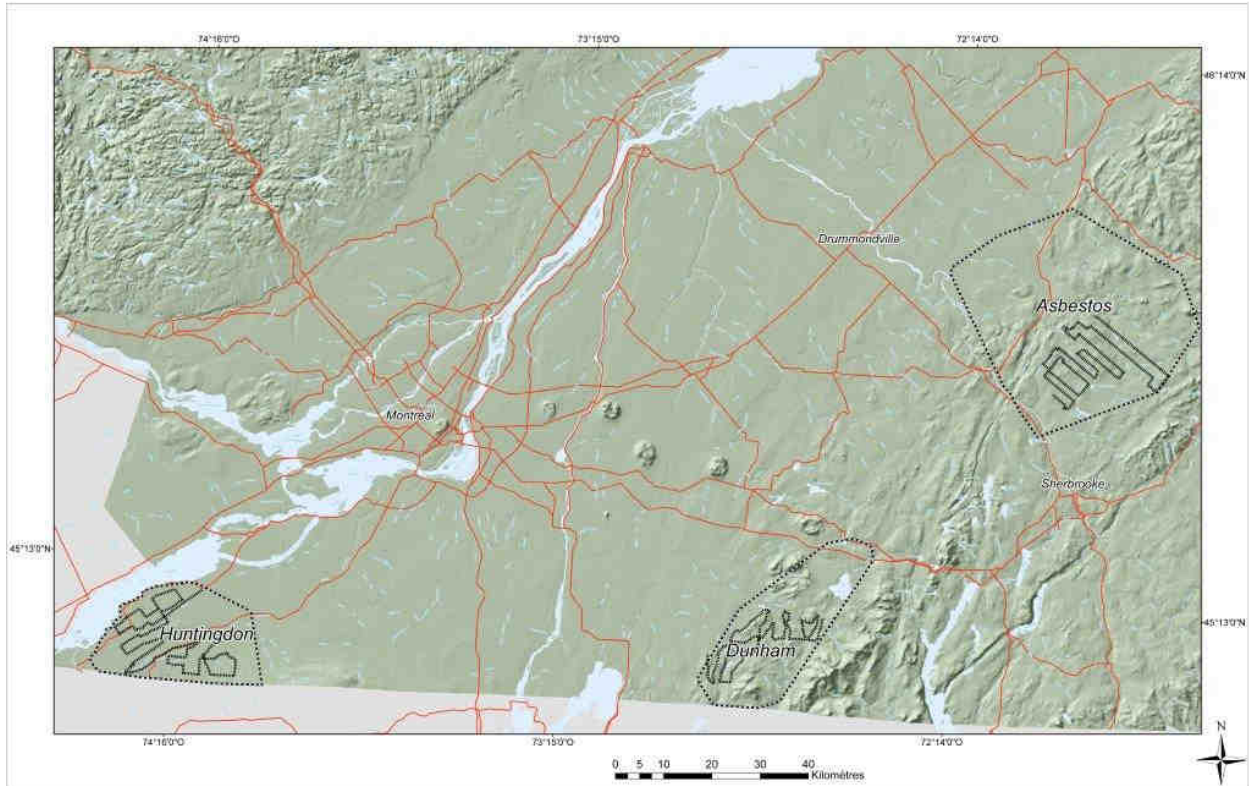 74°16'0"O
73°15'0"O
72°14'0"O
46°14'0"N
Drummondville
Asbestos
Montréal
Sherbrooke
45°13'0"N
45°13'0"N
Huntingdon
Dunham
74°16'0"O
73°15'0"O
72°14'0"O
N
0 5 10 20 30 40
Kilomètres